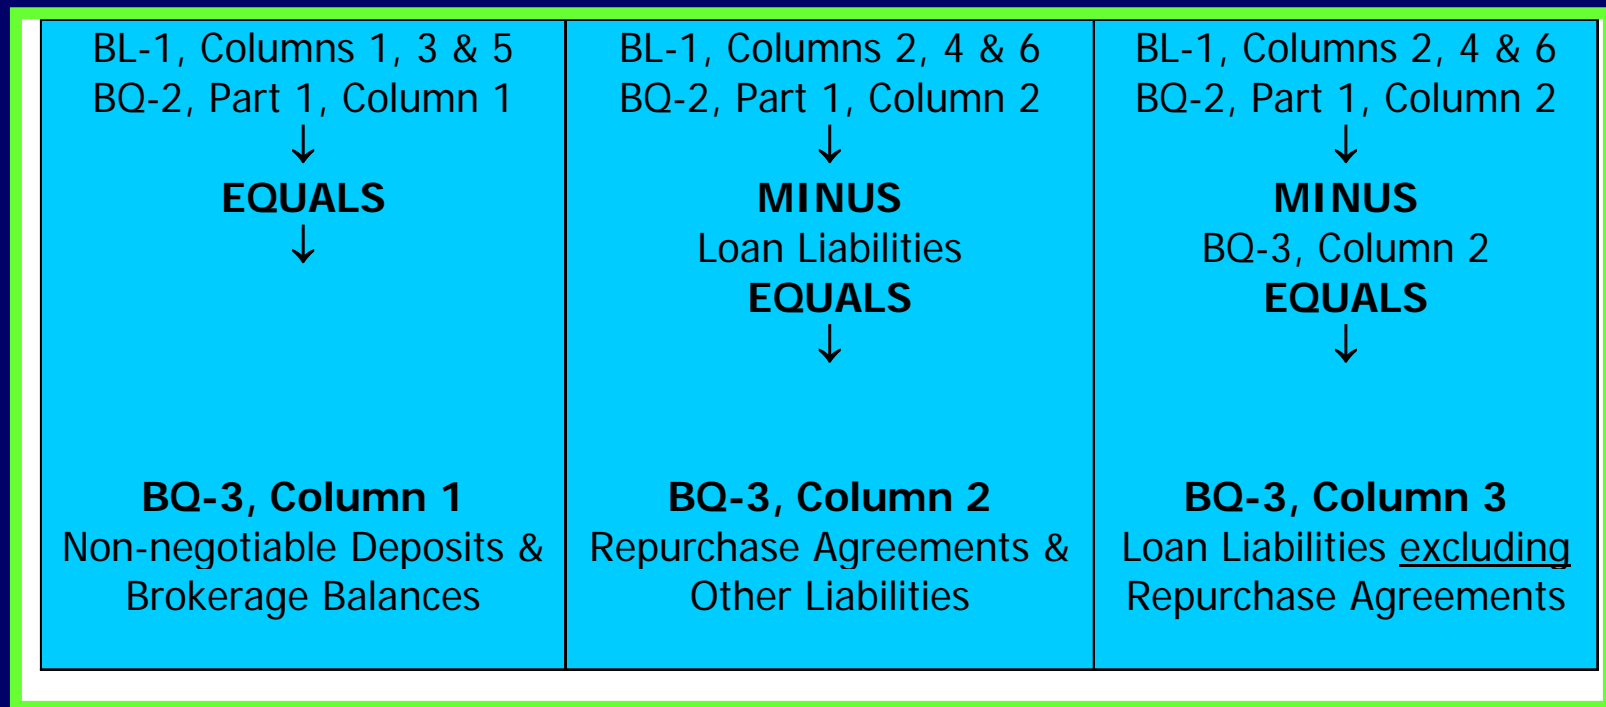 BL-1, Columns 1, 3 & 5
BQ-2, Part 1, Column 1
↓
EQUALS
↓
BQ-3, Column 1
Non-negotiable Deposits &
Brokerage Balances
BL-1, Columns 2, 4 & 6
BQ-2, Part 1, Column 2
↓
MINUS
Loan Liabilities
EQUALS
↓
BQ-3, Column 2
Repurchase Agreements &
Other Liabilities
BL-1, Columns 2, 4 & 6
BQ-2, Part 1, Column 2
↓
MINUS
BQ-3, Column 2
EQUALS
↓
BQ-3, Column 3
Loan Liabilities excluding
Repurchase Agreements